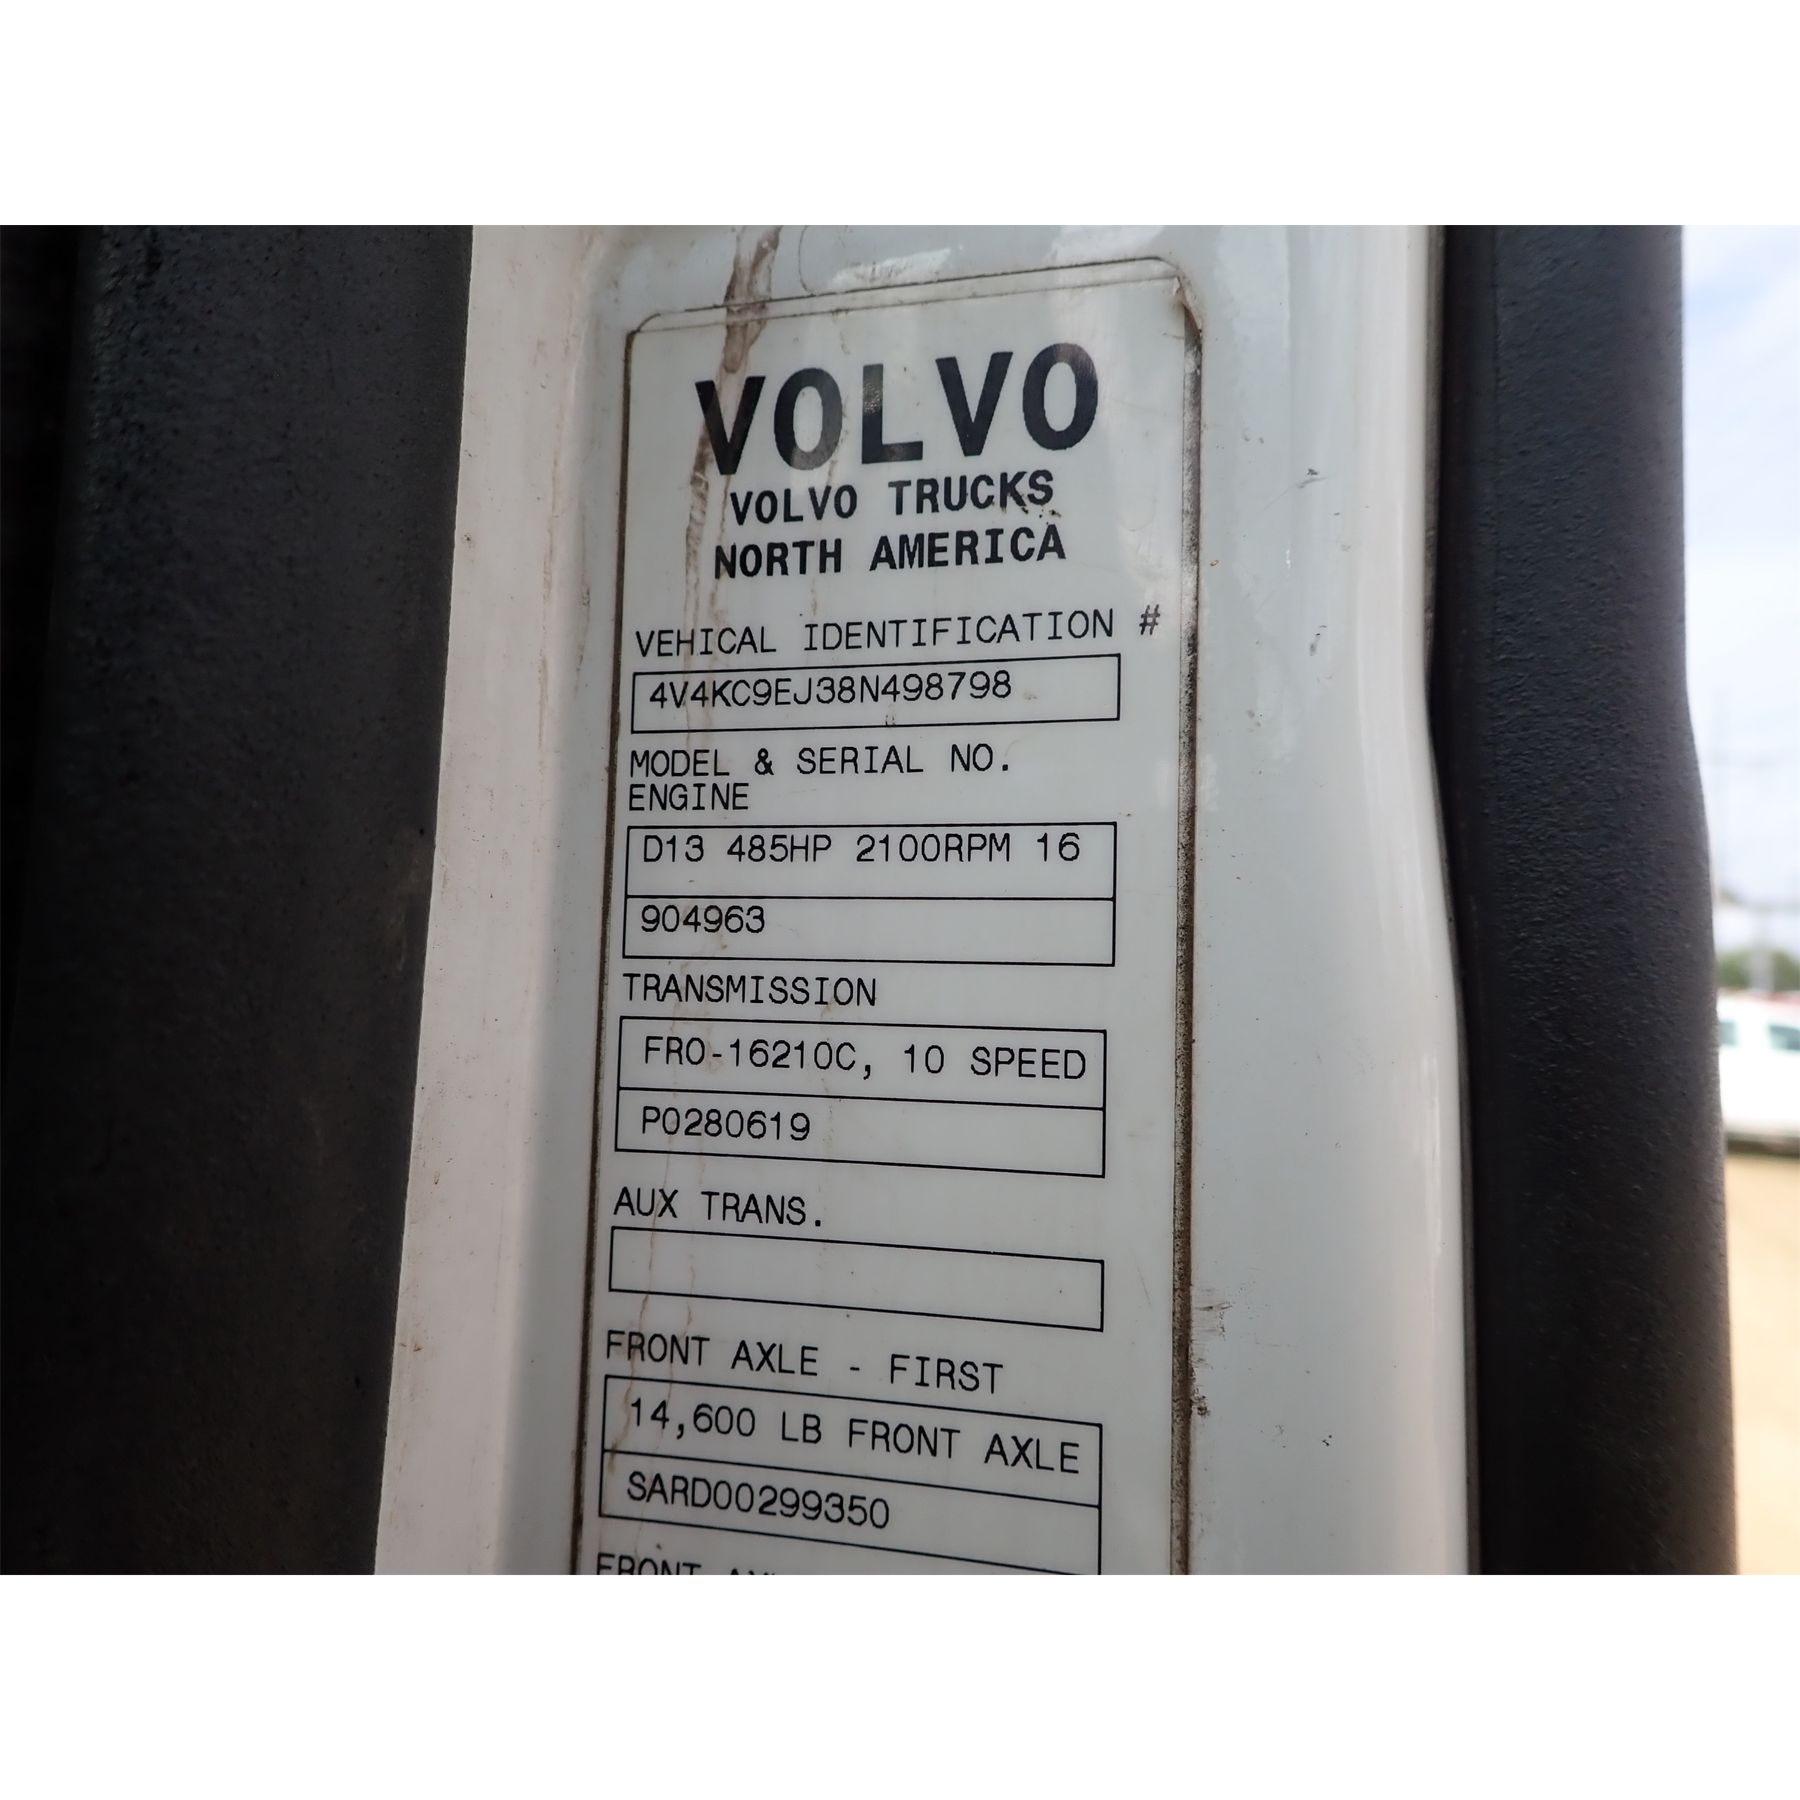 VOLVO
VOLVO TRUCKS
NORTH AMERICA
VEHICAL IDENTIFICATION #
4V4KC9EJ38N498798
MODEL & SERIAL NO.
ENGINE
D13 485HP 2100RPM 16
904963
TRANSMISSION
FRO-16210C, 10 SPEED
P0280619
AUX TRANS.
FRONT AXLE - FIRST
14,600 LB FRONT AXLE
SARD00299350
FRONT